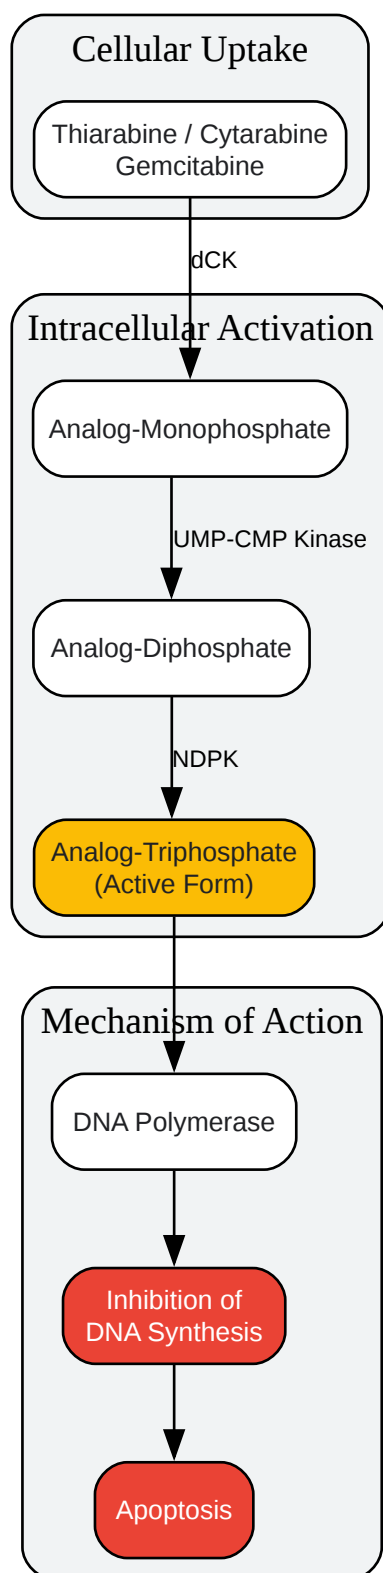 Cellular Uptake
Thiarabine / Cytarabine
Gemcitabine
dCK
Intracellular Activation
Analog-Monophosphate
UMP-CMP Kinase
Analog-Diphosphate
NDPK
Analog-Triphosphate
(Active Form)
Mechanism of Action
DNA Polymerase
Inhibition of
DNA Synthesis
Apoptosis